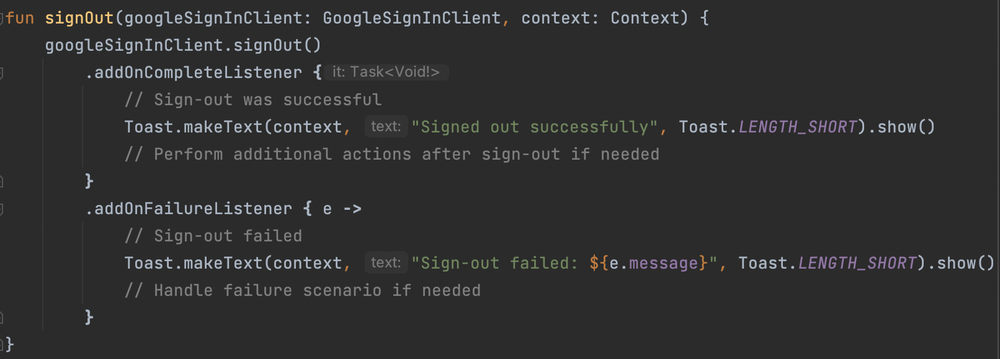 fun signOut(googleSignInClient: GoogleSignInClient, context: Context) {
googleSignInClient.signOut()
.addOnCompleteListener { it: Task<Void!>
// Sign-out was successful
Toast.makeText(context, text: "Signed out successfully", Toast.LENGTH_SHORT).show()
// Perform additional actions after sign-out if needed
}
.addOnFailureListener { e ->
// Sign-out failed
Toast.makeText(context, text: "Sign-out failed: ${e.message}", Toast.LENGTH_SHORT).show()
// Handle failure scenario if needed
}
}